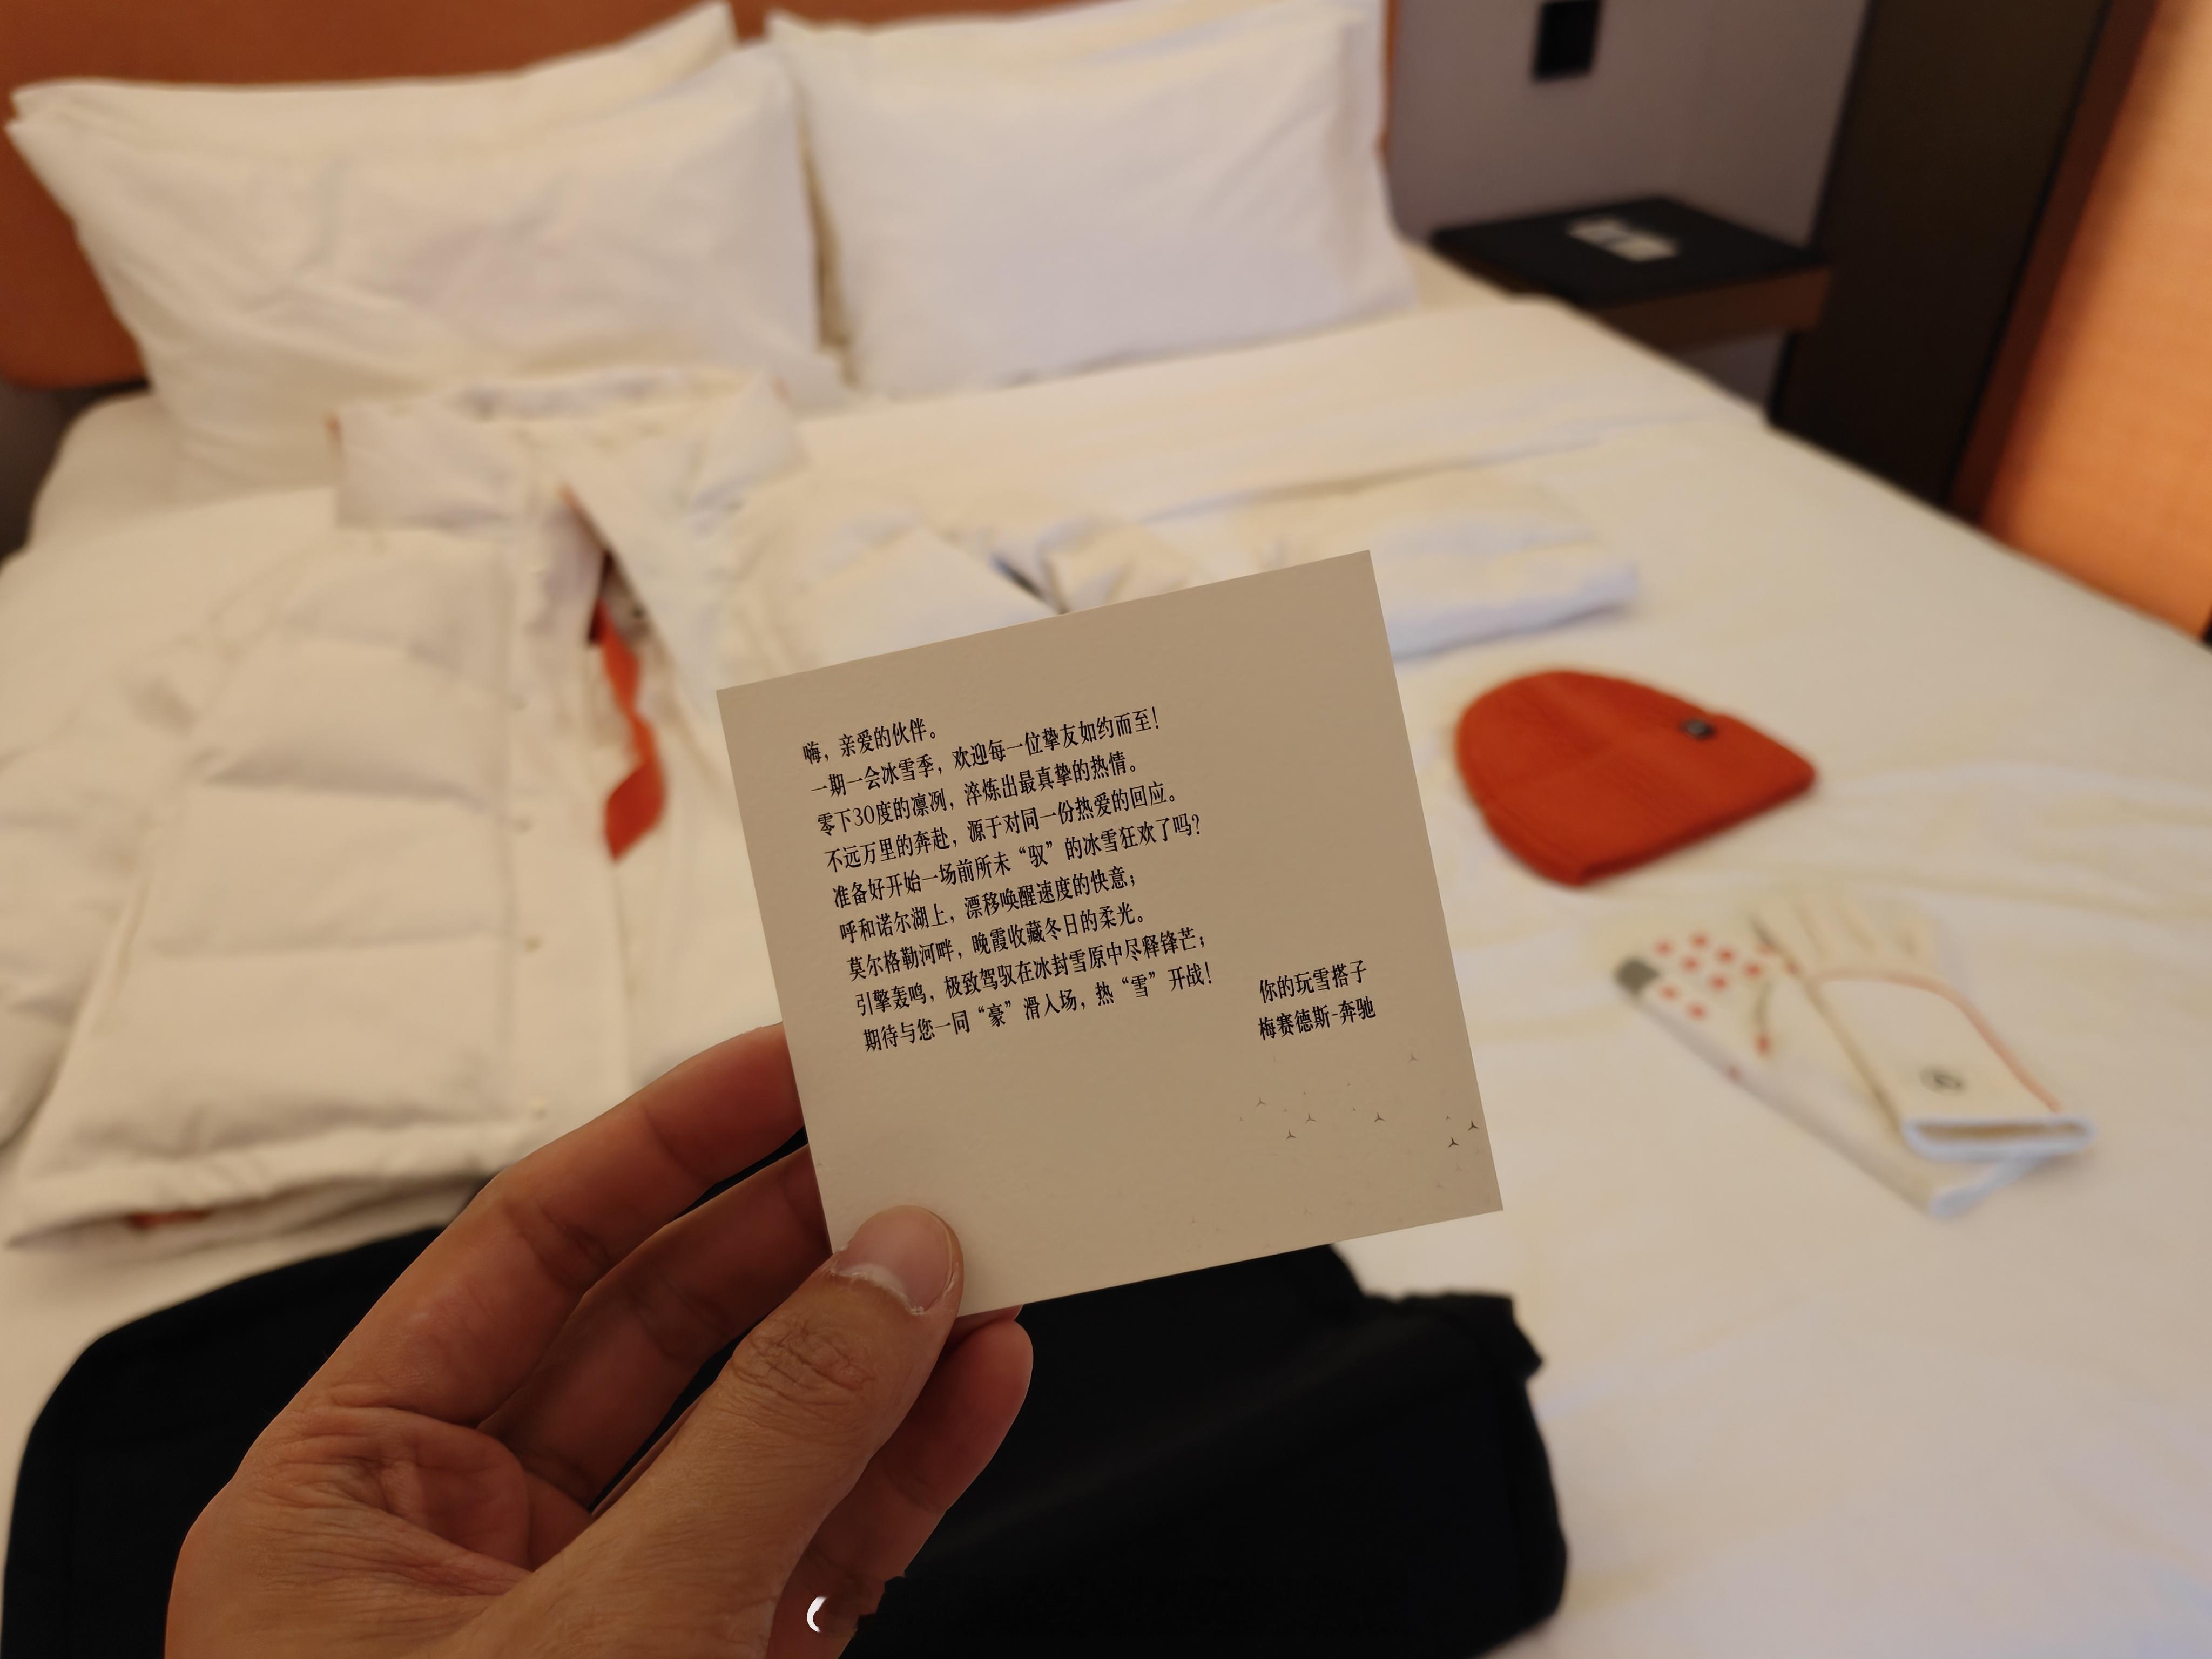 嗨，亲爱的伙伴。
一期一会冰雪季，欢迎每一位挚友如约而至！
零下30度的凛冽，淬炼出最真挚的热情。
不远万里的奔赴，源于对同一份热爱的回应。
准备好开始一场前所未“驭”的冰雪狂欢了吗？
呼和诺尔湖上，漂移唤醒速度的快意；
莫尔格勒河畔，晚霞收藏冬日的柔光。
引擎轰鸣，极致驾驭在冰封雪原中尽释锋芒；
期待与您一同“豪”滑入场，热“雪”开战！
你的玩雪搭子
梅赛德斯-奔驰